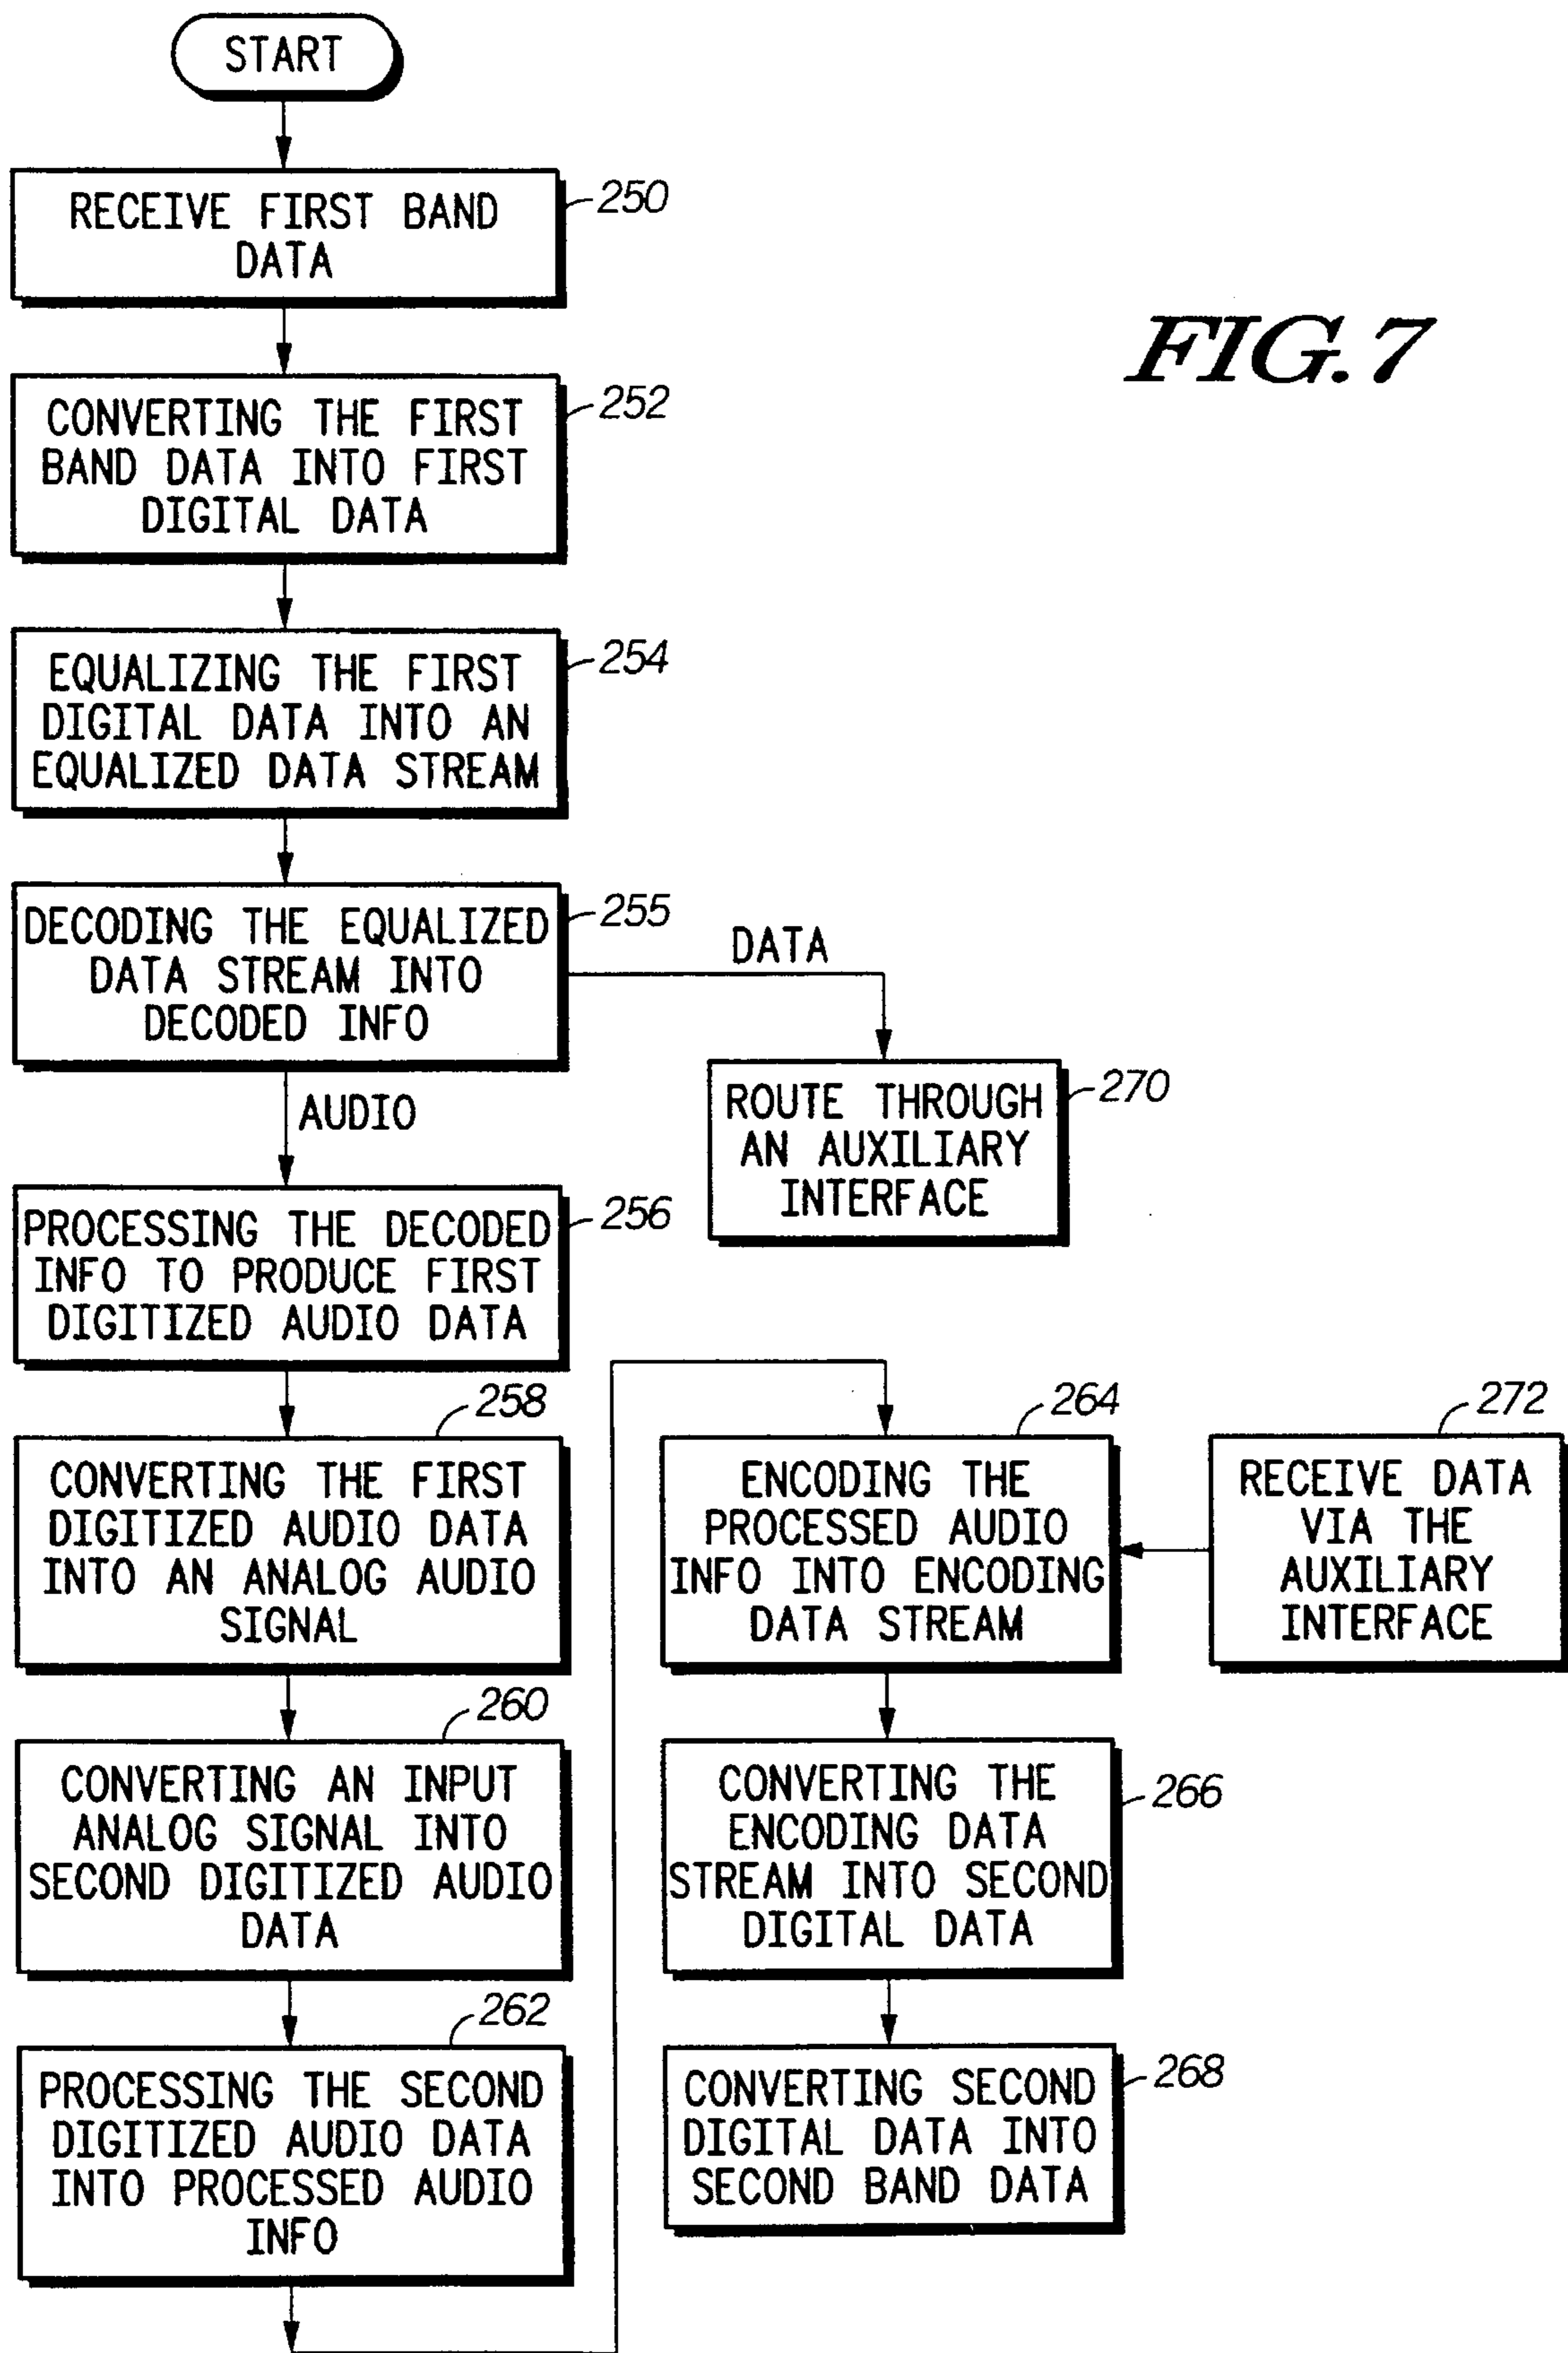 START
RECEIVE FIRST BAND
DATA
250
FIG. 7
CONVERTING THE FIRST
BAND DATA INTO FIRST
DIGITAL DATA
252
EQUALIZING THE FIRST
DIGITAL DATA INTO AN
EQUALIZED DATA STREAM
254
DECODING THE EQUALIZED
DATA STREAM INTO
DECODED INFO
255
DATA
AUDIO
ROUTE THROUGH
AN AUXILIARY
INTERFACE
270
PROCESSING THE DECODED
INFO TO PRODUCE FIRST
DIGITIZED AUDIO DATA
256
258
CONVERTING THE FIRST
DIGITIZED AUDIO DATA
INTO AN ANALOG AUDIO
SIGNAL
260
CONVERTING AN INPUT
ANALOG SIGNAL INTO
SECOND DIGITIZED AUDIO
DATA
262
PROCESSING THE SECOND
DIGITIZED AUDIO DATA
INTO PROCESSED AUDIO
INFO
264
ENCODING THE
PROCESSED AUDIO
INFO INTO ENCODING
DATA STREAM
272
RECEIVE DATA
VIA THE
AUXILIARY
INTERFACE
CONVERTING THE
ENCODING DATA
STREAM INTO SECOND
DIGITAL DATA
266
CONVERTING SECOND
DIGITAL DATA INTO
SECOND BAND DATA
268